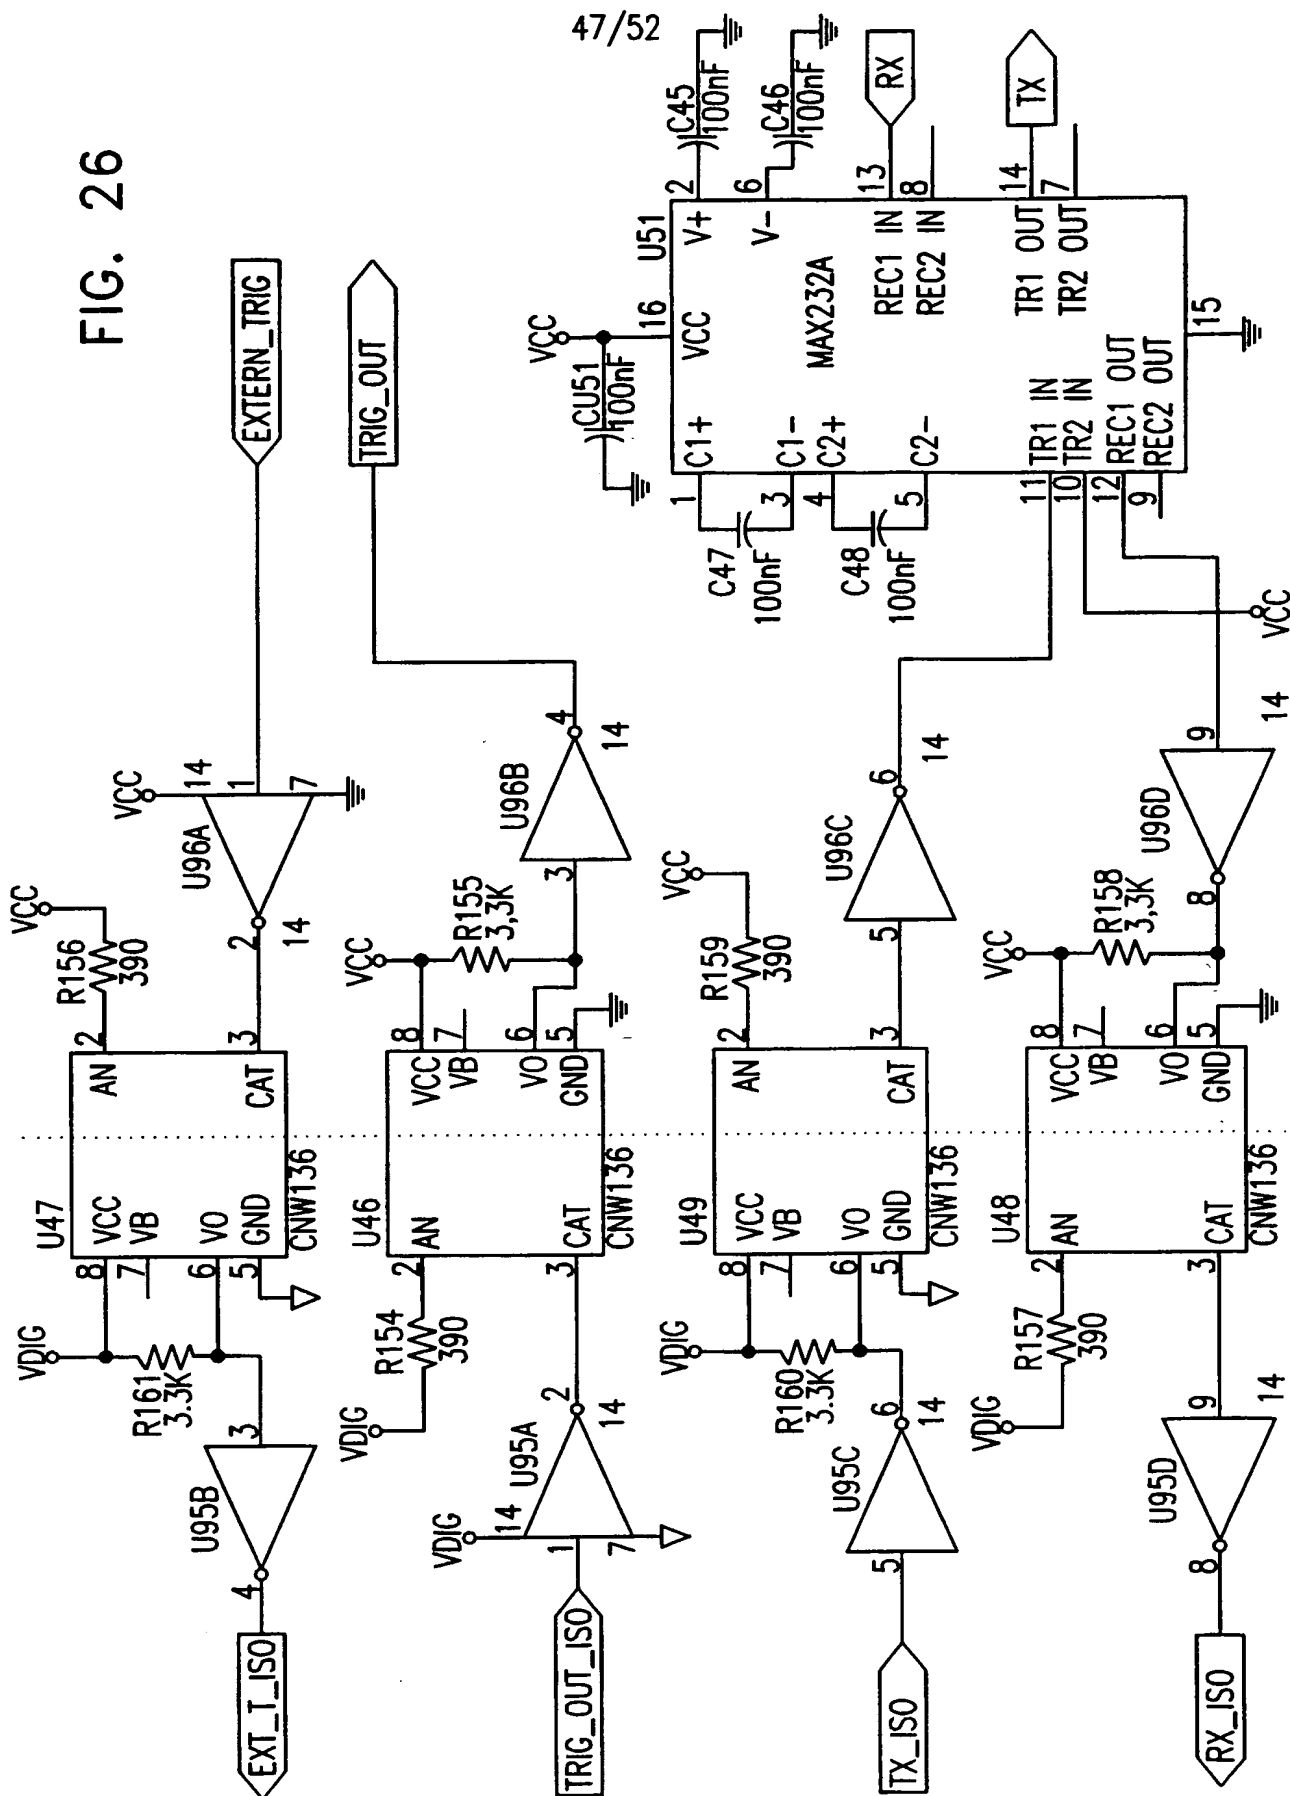 47/52
FIG. 26
EXTERN_TRIG
TRIG_OUT
VCC
14
1
7
U96A
2
14
VCC
R156
390
2
3
AN
CAT
U47
CNW136
VCC
VB
VO
GND
8
7
6
5
VDIG
R161
3.3K
3
U95B
4
EXT_T_ISO
4
14
U96B
3
VCC
R155
3,3K
8
7
6
5
VCC
VB
VO
GND
U46
CNW136
AN
CAT
2
3
R154
390
VDIG
2
14
U95A
VDIG
14
1
7
TRIG_OUT_ISO
C45
100nF
C46
100nF
RX
TX
2
6
13
8
14
7
U51
V+
V-
REC1 IN
REC2 IN
TR1 OUT
TR2 OUT
VCC
16
VCC
CU51
100nF
MAX232A
15
C1+
C1-
C2+
C2-
TR1 IN
TR2 IN
REC1 OUT
REC2 OUT
1
3
4
5
11
10
12
9
C47
100nF
C48
100nF
VCC
6
14
U96C
5
VCC
R159
390
2
3
AN
CAT
U49
CNW136
VCC
VB
VO
GND
8
7
6
5
VDIG
R160
3.3K
6
14
U95C
5
TX_ISO
9
14
U96D
8
VCC
R158
3,3K
8
7
6
5
VCC
VB
VO
GND
U48
CNW136
AN
CAT
2
3
R157
390
VDIG
9
14
U95D
8
RX_ISO